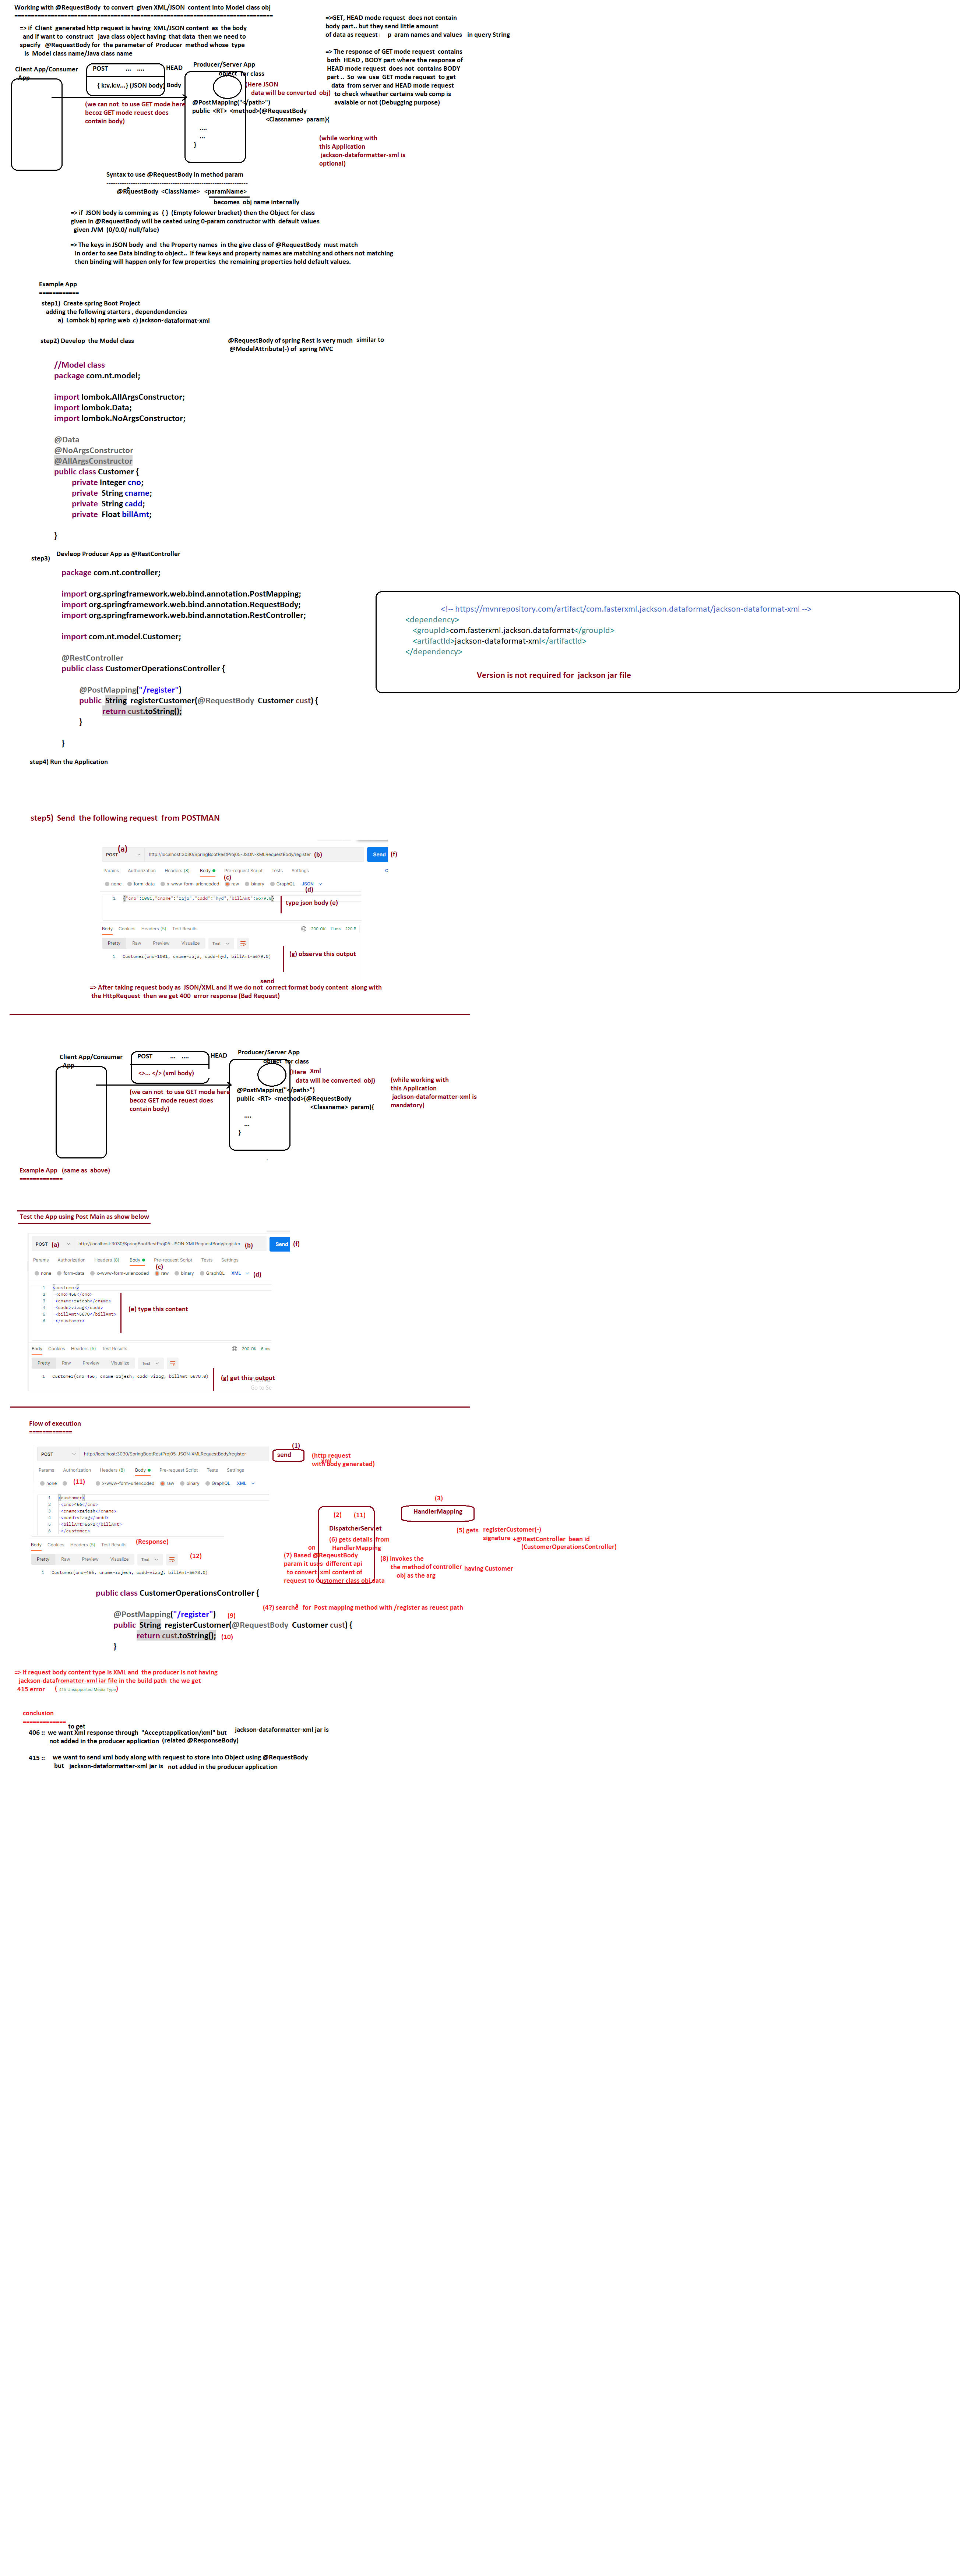 Working with @RequestBody to convert given XML/JSON content into Model class obj
=====================================================================
=> if Client generated http request is having XML/JSON content as the body
and if want to construct java class object having that data then we need to
specify @RequestBody for the parameter of Producer method whose type
is Model class name/Java class name
=>GET, HEAD mode request does not contain
body part.. but they send little amount
of data as request p aram names and values in query String
=> The response of GET mode request contains
both HEAD , BODY part where the response of
HEAD mode request does not contains BODY
part .. So we use GET mode request to get
data from server and HEAD mode request
to check wheather certains web comp is
avaiable or not (Debugging purpose)
Client App/Consumer
App
POST ... ....
HEAD
{ k:v,k:v,..} (JSON body)
Body
Producer/Server App
object for class
(Here JSON
data will be converted obj)
@PostMapping("</path>")
public <RT> <method>(@RequestBody
<Classname> param){
....
...
}
(we can not to use GET mode here
becoz GET mode reuest does
contain body)
(while working with
this Application
jackson-dataformatter-xml is
optional)
Syntax to use @RequestBody in method param
------------------------------------------------------------------
@RquestBody <ClassName> <paramName>
e
becomes obj name internally
=> if JSON body is comming as { } (Empty folower bracket) then the Object for class
given in @RequestBody will be ceated using 0-param constructor with default values
given JVM (0/0.0/ null/false)
=> The keys in JSON body and the Property names in the give class of @RequestBody must match
in order to see Data binding to object.. if few keys and property names are matching and others not matching
then binding will happen only for few properties the remaining properties hold default values.
Example App
============
step1) Create spring Boot Project
adding the following starters , dependendencies
a) Lombok b) spring web c) jackson-dataformat-xml
step2) Develop the Model class
@RequestBody of spring Rest is very much similar to
@ModelAttribute(-) of spring MVC
//Model class
package com.nt.model;
import lombok.AllArgsConstructor;
import lombok.Data;
import lombok.NoArgsConstructor;
@Data
@NoArgsConstructor
@AllArgsConstructor
public class Customer {
private Integer cno;
private String cname;
private String cadd;
private Float billAmt;
}
step3) Devleop Producer App as @RestController
package com.nt.controller;
import org.springframework.web.bind.annotation.PostMapping;
import org.springframework.web.bind.annotation.RequestBody;
import org.springframework.web.bind.annotation.RestController;
import com.nt.model.Customer;
@RestController
public class CustomerOperationsController {
@PostMapping("/register")
public String registerCustomer(@RequestBody Customer cust) {
return cust.toString();
}
}
<!-- https://mvnrepository.com/artifact/com.fasterxml.jackson.dataformat/jackson-dataformat-xml -->
<dependency>
<groupId>com.fasterxml.jackson.dataformat</groupId>
<artifactId>jackson-dataformat-xml</artifactId>
</dependency>
Version is not required for jackson jar file
step4) Run the Application
step5) Send the following request from POSTMAN
(a)
POST http://localhost:3030/SpringBootRestProj05-JSON-XMLRequestBody/register (b) Send (f)
Params Authorization Headers (8) Body Pre-request Script Tests Settings
(c)
none form-data x-www-form-urlencoded raw binary GraphQL JSON
(d)
1 {"cno":1001,"cname":"raja","cadd":"hyd","billAmt":5679.8}
type json body (e)
Body Cookies Headers (5) Test Results 200 OK 11 ms 220 B
Pretty Raw Preview Visualize Text
1 Customer(cno=1001, cname=raja, cadd=hyd, billAmt=5679.8)
(g) observe this output
send
=> After taking request body as JSON/XML and if we do not correct format body content along with
the HttpRequest then we get 400 error response (Bad Request)
Client App/Consumer
App
POST ... ....
HEAD
<>... </> (xml body)
Producer/Server App
object for class
(Here Xml
data will be converted obj)
@PostMapping("</path>")
public <RT> <method>(@RequestBody
<Classname> param){
....
...
}
(we can not to use GET mode here
becoz GET mode reuest does
contain body)
(while working with
this Application
jackson-dataformatter-xml is
mandatory)
Example App (same as above)
=============
Test the App using Post Main as show below
POST (a) http://localhost:3030/SpringBootRestProj05-JSON-XMLRequestBody/register (b) Send (f)
Params Authorization Headers (8) Body Pre-request Script Tests Settings
(c)
none form-data x-www-form-urlencoded raw binary GraphQL XML (d)
1 <customer>
2 <cno>456</cno>
3 <cname>rajesh</cname>
4 <cadd>vizag</cadd>
5 <billAmt>5678</billAmt>
6 </customer>
(e) type this content
Body Cookies Headers (5) Test Results 200 OK 8 ms
Pretty Raw Preview Visualize Text
1 Customer(cno=456, cname=rajesh, cadd=vizag, billAmt=5678.0)
(g) get this output
Go to Se
Flow of execution
=============
POST http://localhost:3030/SpringBootRestProj05-JSON-XMLRequestBody/register
(1)
send
(http request
xml
with body generated)
Params Authorization Headers (8) Body Pre-request Script Tests Settings
none (11) x-www-form-urlencoded raw binary GraphQL XML
1 <customer>
2 <cno>456</cno>
3 <cname>rajesh</cname>
4 <cadd>vizag</cadd>
5 <billAmt>5678</billAmt>
6 </customer>
Body Cookies Headers (5) Test Results
(Response)
Pretty Raw Preview Visualize Text
(12)
1 Customer(cno=456, cname=rajesh, cadd=vizag, billAmt=5678.0)
(2) (11)
DispatcherServlet
(6) gets details from
HandlerMapping
on
(7) Based @ReqeustBody
param it uses different api
to convert xml content of
request to Customer class obj data
(3)
HandlerMapping
(5) gets registerCustomer(-)
signature +@RestController bean id
(CustomerOperationsController)
(8) invokes the
the method of controller having Customer
obj as the arg
public class CustomerOperationsController {
(4?) searche s for Post mapping method with /register as reuest path
@PostMapping("/register") (9)
public String registerCustomer(@RequestBody Customer cust) {
return cust.toString(); (10)
}
=> if request body content type is XML and the producer is not having
jackson-datafromatter-xml jar file in the build path the we get
415 error ( 415 Unsupported Media Type)
conclusion
=============
to get
406 :: we want Xml response through "Accept:application/xml" but jackson-dataformatter-xml jar is
not added in the producer application (related @ResponseBody)
415 :: we want to send xml body along with request to store into Object using @RequestBody
but jackson-dataformatter-xml jar is not added in the producer application